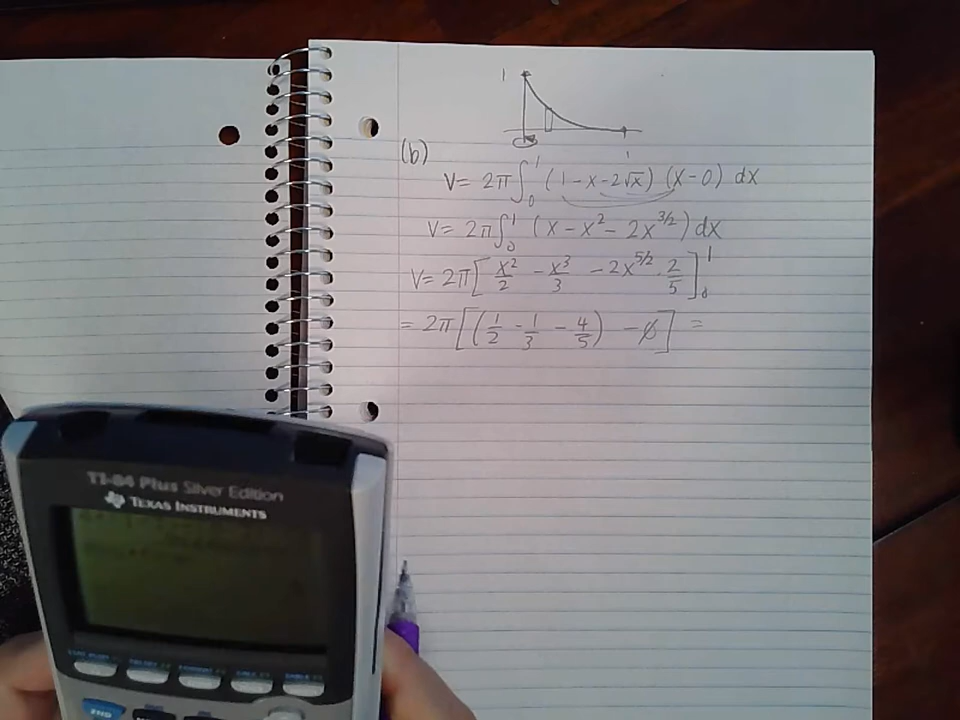 1
1
(b)
V = 2π ∫₀¹ (1 - x - 2√x) (x - 0) dx
V = 2π ∫₀¹ (x - x² - 2x^3/2) dx
V = 2π [ x²/2 - x³/3 - 2x^5/2 · 2/5 ]₀¹
= 2π [ (1/2 - 1/3 - 4/5) - 0 ] =
TI-84 Plus Silver Edition
TEXAS INSTRUMENTS